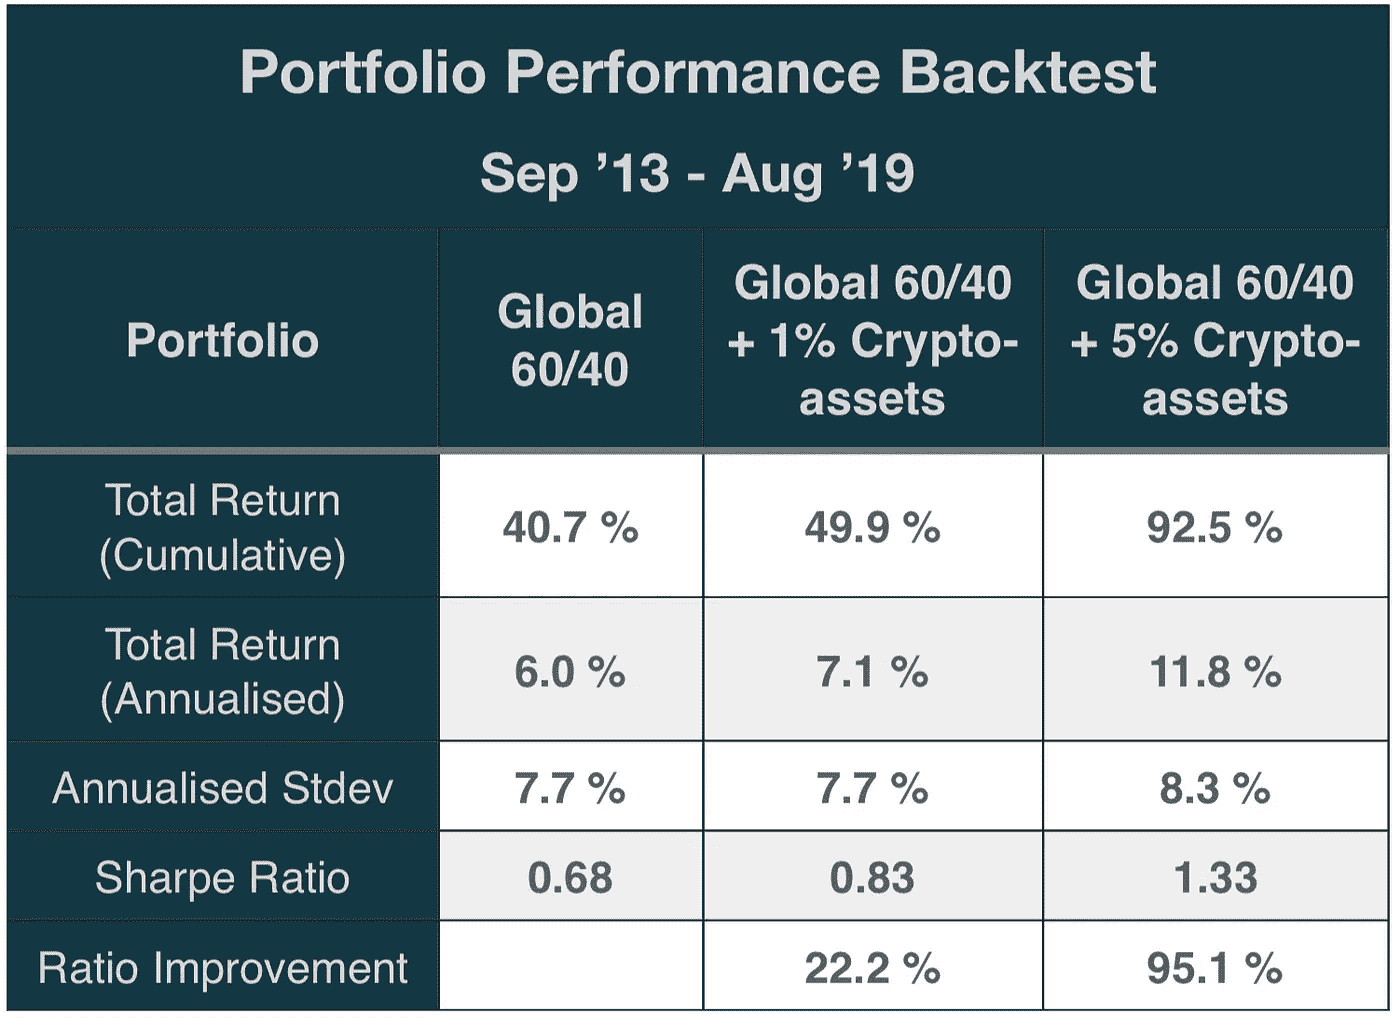 Portfolio Performance Backtest
Sep ’13 - Aug ’19
Portfolio
Global
60/40
Global 60/40
+ 1% Crypto-
assets
Global 60/40
+ 5% Crypto-
assets
Total Return
(Cumulative)
40.7 %
49.9 %
92.5 %
Total Return
(Annualised)
6.0 %
7.1 %
11.8 %
Annualised Stdev
7.7 %
7.7 %
8.3 %
Sharpe Ratio
0.68
0.83
1.33
Ratio Improvement
22.2 %
95.1 %